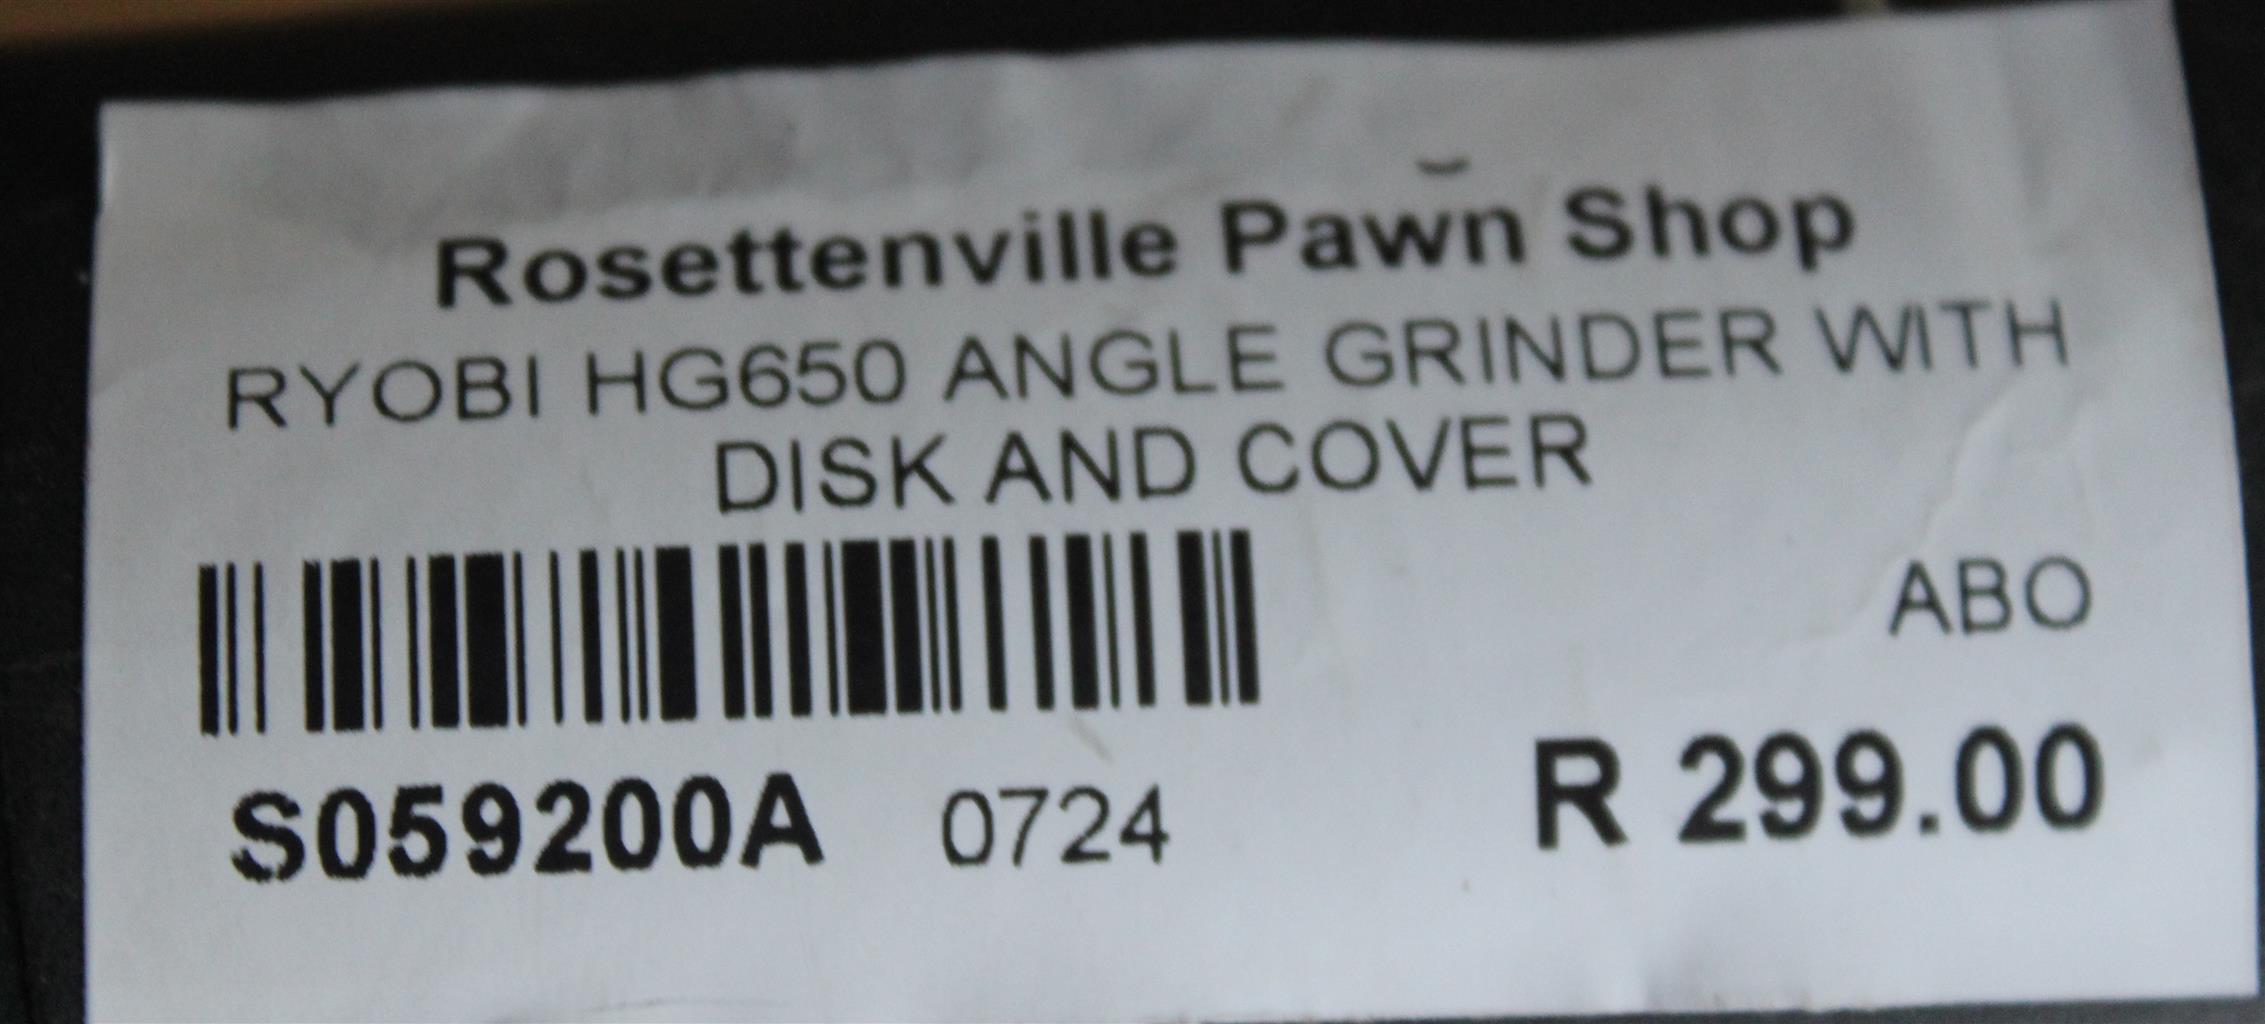 Rosettenville Pawn Shop
RYOBI HG650 ANGLE GRINDER WITH
DISK AND COVER
ABO
S059200A 0724 R 299.00